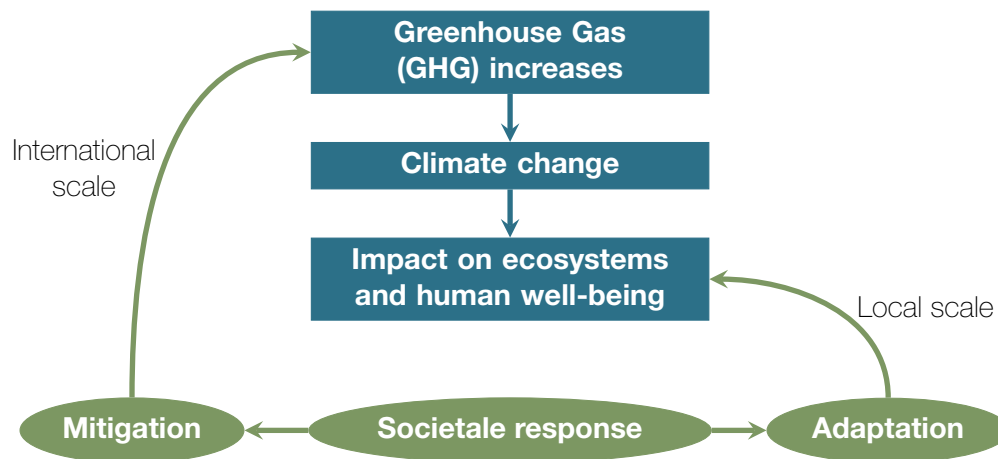 Greenhouse Gas
(GHG) increases
International
scale
Climate change
Impact on ecosystems
and human well-being
Local scale
Mitigation
Societale response
Adaptation